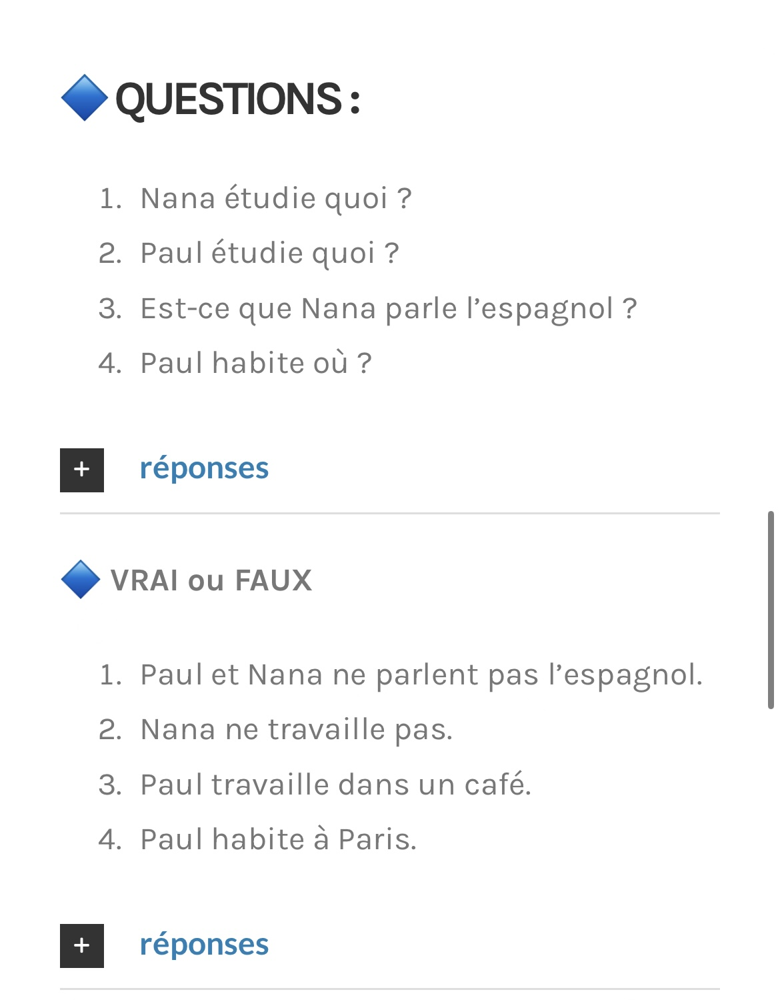 QUESTIONS :
1. Nana étudie quoi ?
2. Paul étudie quoi ?
3. Est-ce que Nana parle l’espagnol ?
4. Paul habite où ?
+ réponses
VRAI ou FAUX
1. Paul et Nana ne parlent pas l’espagnol.
2. Nana ne travaille pas.
3. Paul travaille dans un café.
4. Paul habite à Paris.
+ réponses